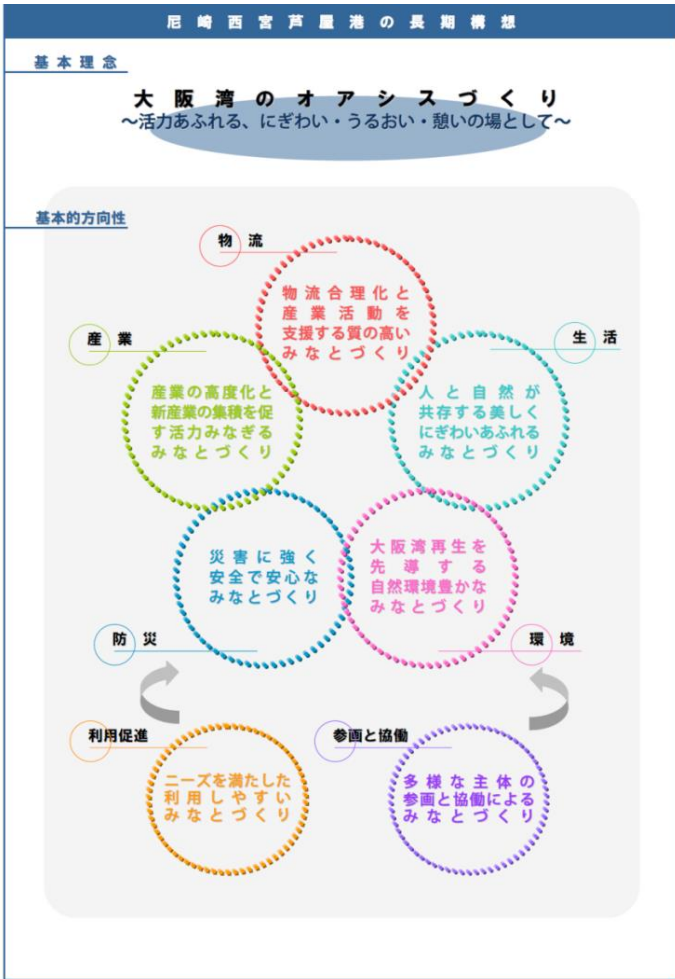 尼崎西宮芦屋港の長期構想
基本理念
大阪湾のオアシスづくり
～活力あふれる、にぎわい・うるおい・憩いの場として～
基本的方向性
物流
物流合理化と
産業活動を
支援する質の高い
みなとづくり
産業
産業の高度化と
新産業の集積を促
す活力みなぎる
みなとづくり
生活
人と自然が
共存する美しく
にぎわいあふれる
みなとづくり
災害に強く
安全で安心な
みなとづくり
防災
大阪湾再生を
先導する
自然環境豊かな
みなとづくり
環境
利用促進
ニーズを満たした
利用しやすい
みなとづくり
参画と協働
多様な主体の
参画と協働による
みなとづくり